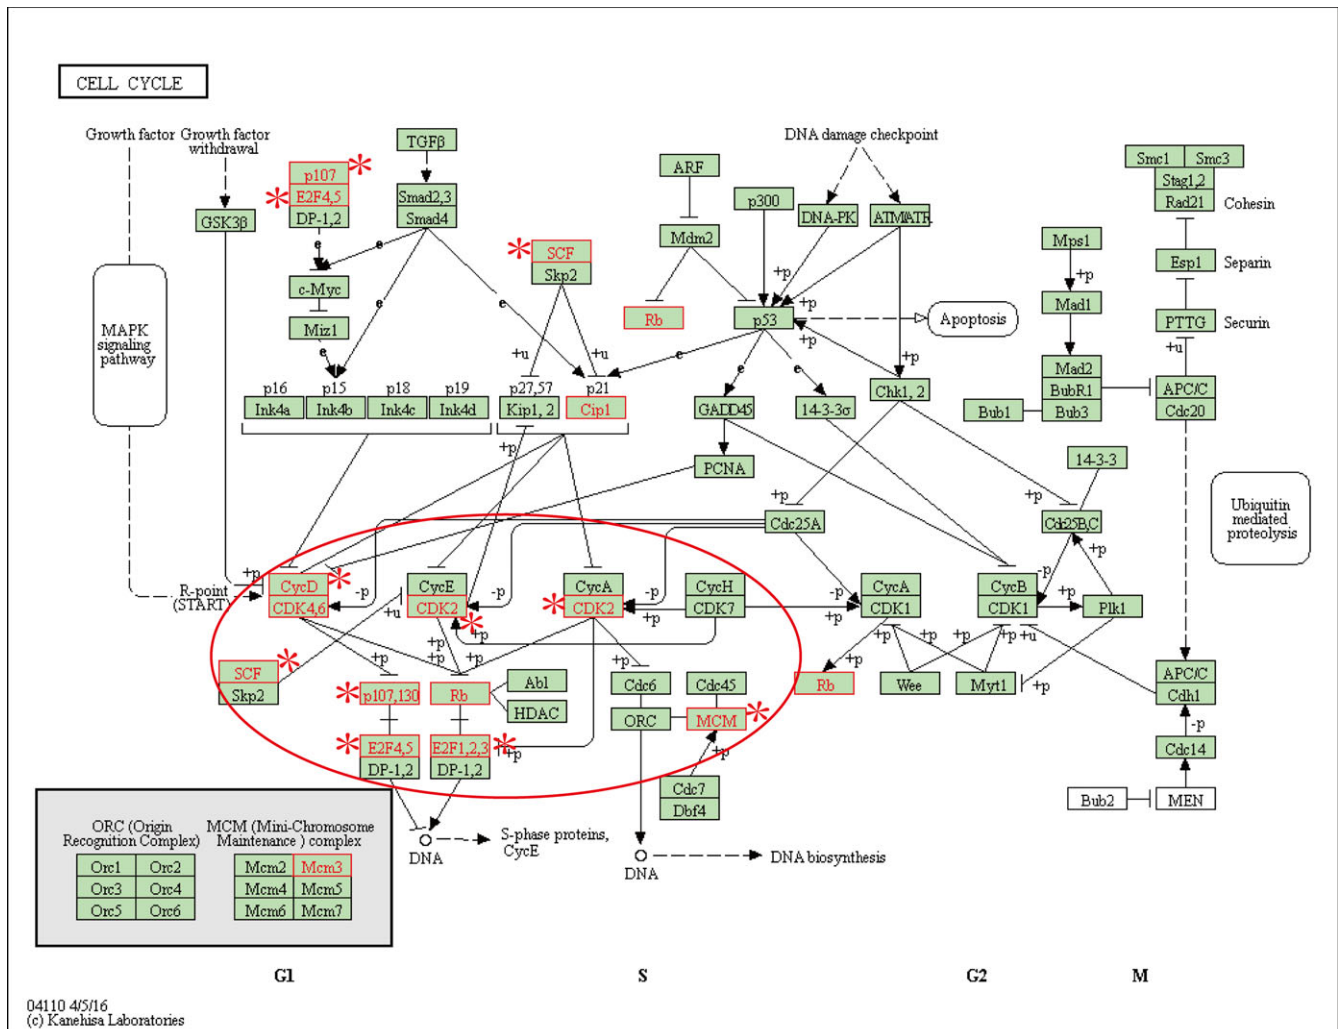 CELL CYCLE
Growth factor
Growth factor
withdrawal
TGFβ
DNA damage checkpoint
Smc1
Smc3
p107
*
ARF
Stag1,2
*
E2F4,5
Smad2,3
p300
Rad21
Cohesin
GSK3β
DP-1,2
Smad4
DNA-PK
ATM/ATR
e
e
*
SCF
Mdm2
Mps1
Skp2
+p
Esp1
Separin
c-Myc
e
e
+p
+p
Mad1
MAPK
signaling
pathway
Miz1
Rb
p53
+p
Apoptosis
PTTG
Securin
e
+u
+u
e
e
e
+p
+u
Mad2
p16
p15
p18
p19
p27,57
p21
Chk1, 2
BubR1
APC/C
Ink4a
Ink4b
Ink4c
Ink4d
Kip1, 2
Cip1
GADD45
14-3-3σ
Bub1
Bub3
Cdc20
+p
PCNA
14-3-3
+p
+p
Cdc25A
Cdc25B,C
Ubiquitin
mediated
proteolysis
+p
+p
R-point
(START)
CycD
*
CycE
CycA
CycH
CycA
CycB
-p
CDK4,6
-p
CDK2
-p
*
CDK2
-p
CDK7
-p
CDK1
CDK1
+p
Plk1
+u
+p
*
+p
+p
+p
+u
SCF
*
+p
+p
+p
+p
+p
+p
Skp2
*
p107,130
Rb
Abl
Cdc6
Cdc45
Rb
Wee
Myt1
+p
APC/C
Cdh1
HDAC
ORC
MCM
*
-p
*
E2F4,5
E2F1,2,3
*
+p
+p
Cdc14
DP-1,2
DP-1,2
Cdc7
Dbf4
Bub2
MEN
ORC (Origin
Recognition Complex)
MCM (Mini-Chromosome
Maintenance ) complex
DNA
S-phase proteins,
CycE
DNA
DNA biosynthesis
Orc1
Orc2
Mcm2
Mcm3
Orc3
Orc4
Mcm4
Mcm5
Orc5
Orc6
Mcm6
Mcm7
G1
S
G2
M
04110 4/5/16
(c) Kanehisa Laboratories